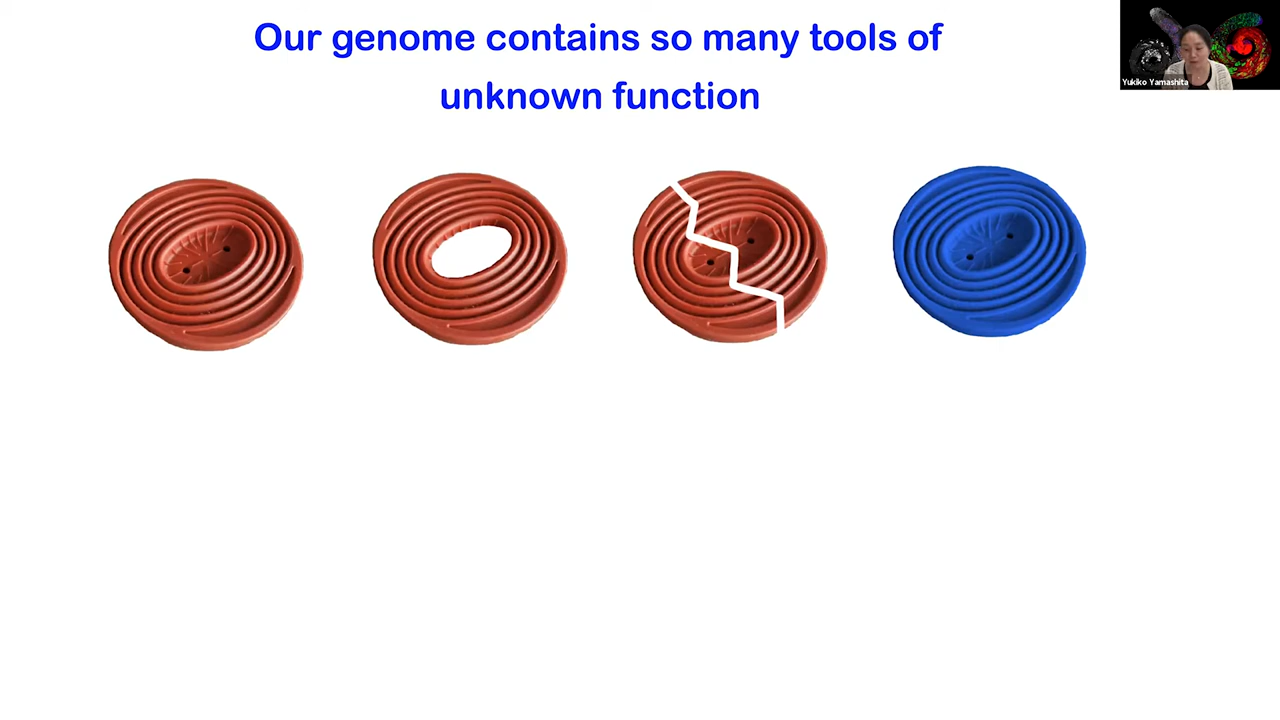 Our genome contains so many tools of
unknown function
Yukiko Yamashita